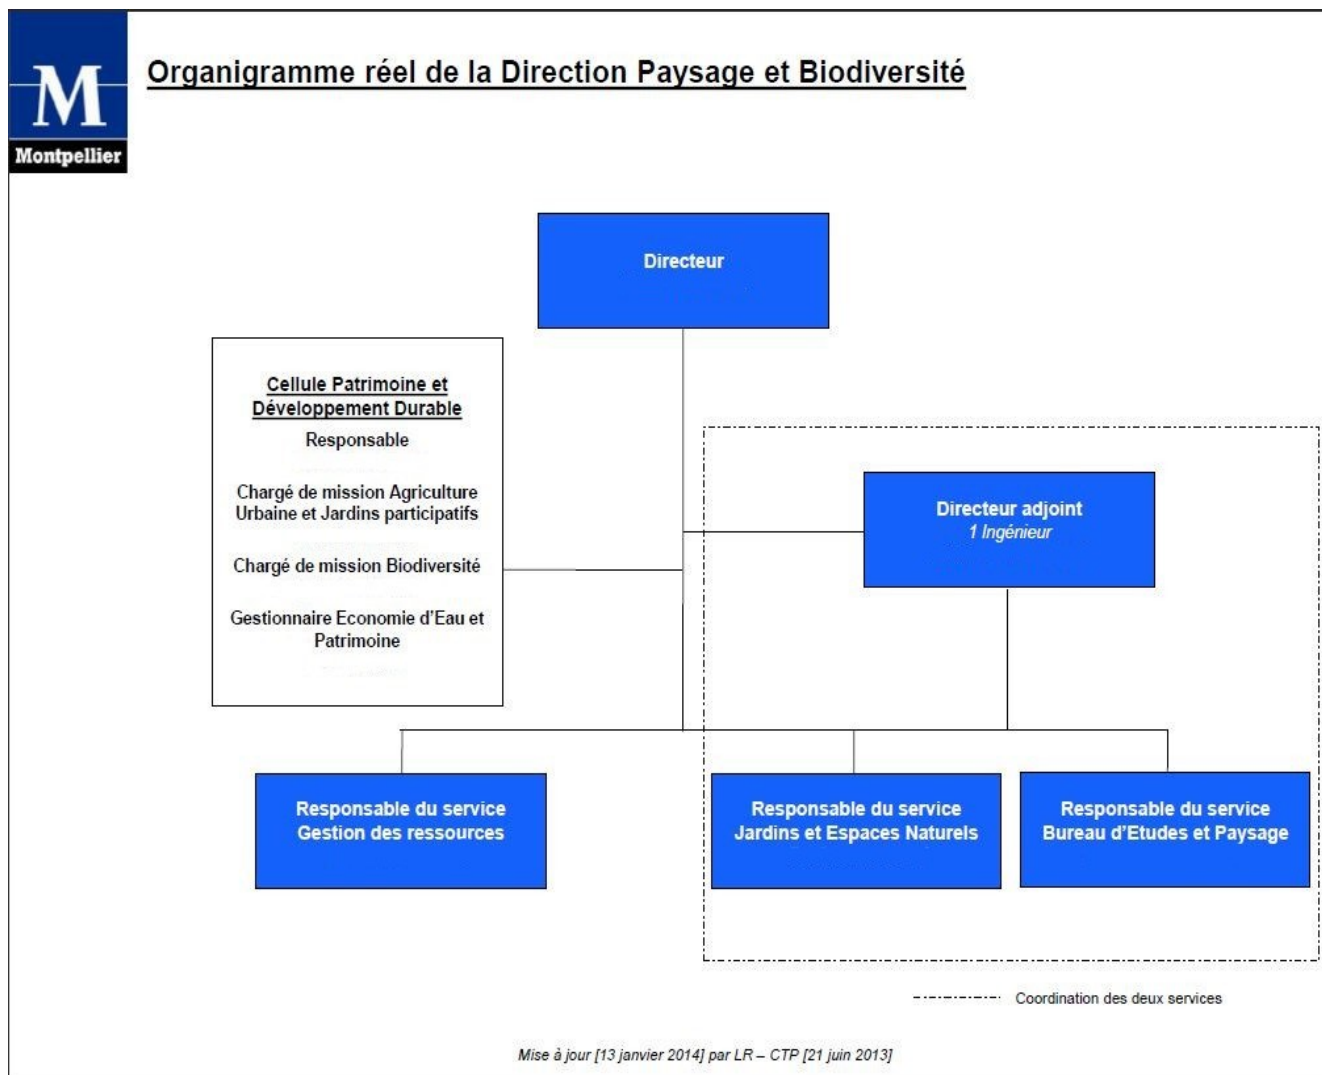 M
Montpellier
Organigramme réel de la Direction Paysage et Biodiversité
Directeur
Cellule Patrimoine et
Développement Durable
Responsable
Chargé de mission Agriculture
Urbaine et Jardins participatifs
Chargé de mission Biodiversité
Gestionnaire Economie d'Eau et
Patrimoine
Directeur adjoint
1 Ingénieur
Responsable du service
Gestion des ressources
Responsable du service
Jardins et Espaces Naturels
Responsable du service
Bureau d'Etudes et Paysage
Coordination des deux services
Mise à jour [13 janvier 2014] par LR – CTP [21 juin 2013]